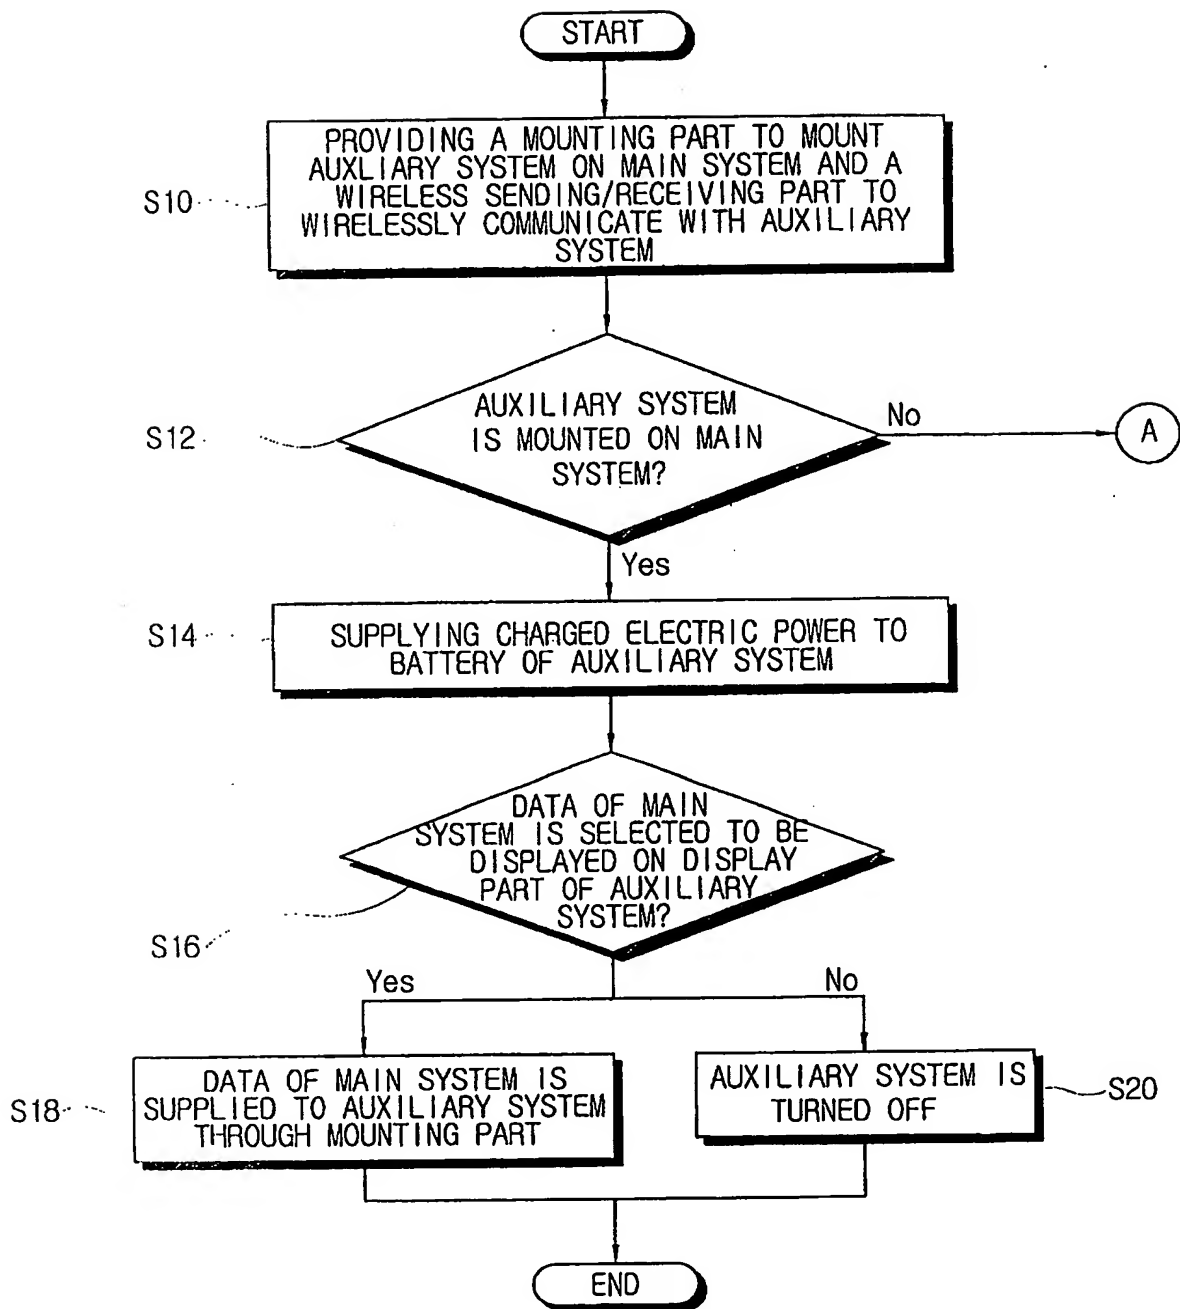 START
PROVIDING A MOUNTING PART TO MOUNT
AUXLIARY SYSTEM ON MAIN SYSTEM AND A
WIRELESS SENDING/RECEIVING PART TO
WIRELESSLY COMMUNICATE WITH AUXILIARY
SYSTEM
S10
AUXILIARY SYSTEM
IS MOUNTED ON MAIN
SYSTEM?
S12
No
A
Yes
S14
SUPPLYING CHARGED ELECTRIC POWER TO
BATTERY OF AUXILIARY SYSTEM
DATA OF MAIN
SYSTEM IS SELECTED TO BE
DISPLAYED ON DISPLAY
PART OF AUXILIARY
SYSTEM?
S16
Yes
No
S18
DATA OF MAIN SYSTEM IS
SUPPLIED TO AUXILIARY SYSTEM
THROUGH MOUNTING PART
AUXILIARY SYSTEM IS
TURNED OFF
S20
END